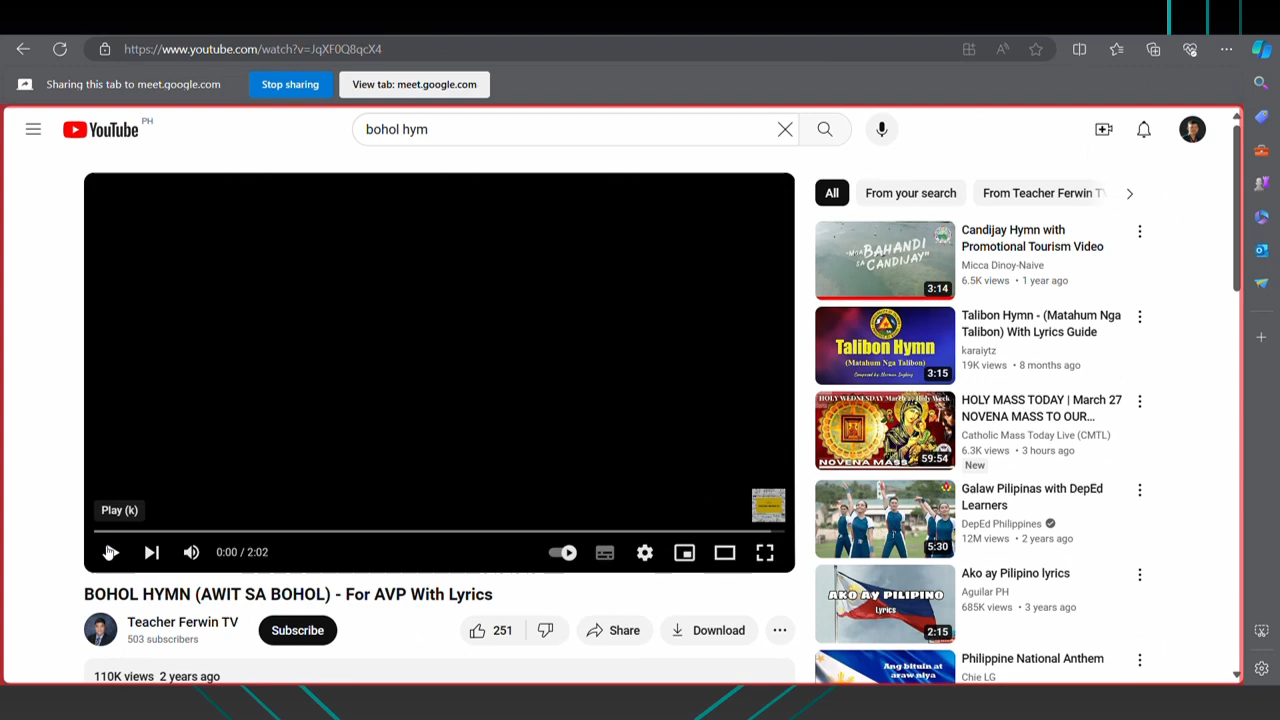 https://www.youtube.com/watch?v=JqXF0Q8qcX4
Sharing this tab to meet.google.com
Stop sharing
View tab: meet.google.com
YouTube PH
bohol hym
All
From your search
From Teacher Ferwin T
"MGA BAHANDI
SA CANDIJAY"
3:14
Candijay Hymn with
Promotional Tourism Video
Micca Dinoy-Naive
6.5K views • 1 year ago
Talibon Hymn
(Matahum Nga Talibon)
3:15
Talibon Hymn - (Matahum Nga
Talibon) With Lyrics Guide
karaiytz
19K views • 8 months ago
NOVENA MASS
59:54
HOLY MASS TODAY | March 27
NOVENA MASS TO OUR...
Catholic Mass Today Live (CMTL)
6.3K views • 3 hours ago
New
5:30
Galaw Pilipinas with DepEd
Learners
DepEd Philippines
12M views • 2 years ago
AKO AY PILIPINO
Lyrics
2:15
Ako ay Pilipino lyrics
Aguilar PH
685K views • 3 years ago
Ang bituin at
araw niya
Philippine National Anthem
Chie LG
Play (k)
0:00 / 2:02
BOHOL HYMN (AWIT SA BOHOL) - For AVP With Lyrics
Teacher Ferwin TV
503 subscribers
Subscribe
251
Share
Download
110K views 2 years ago